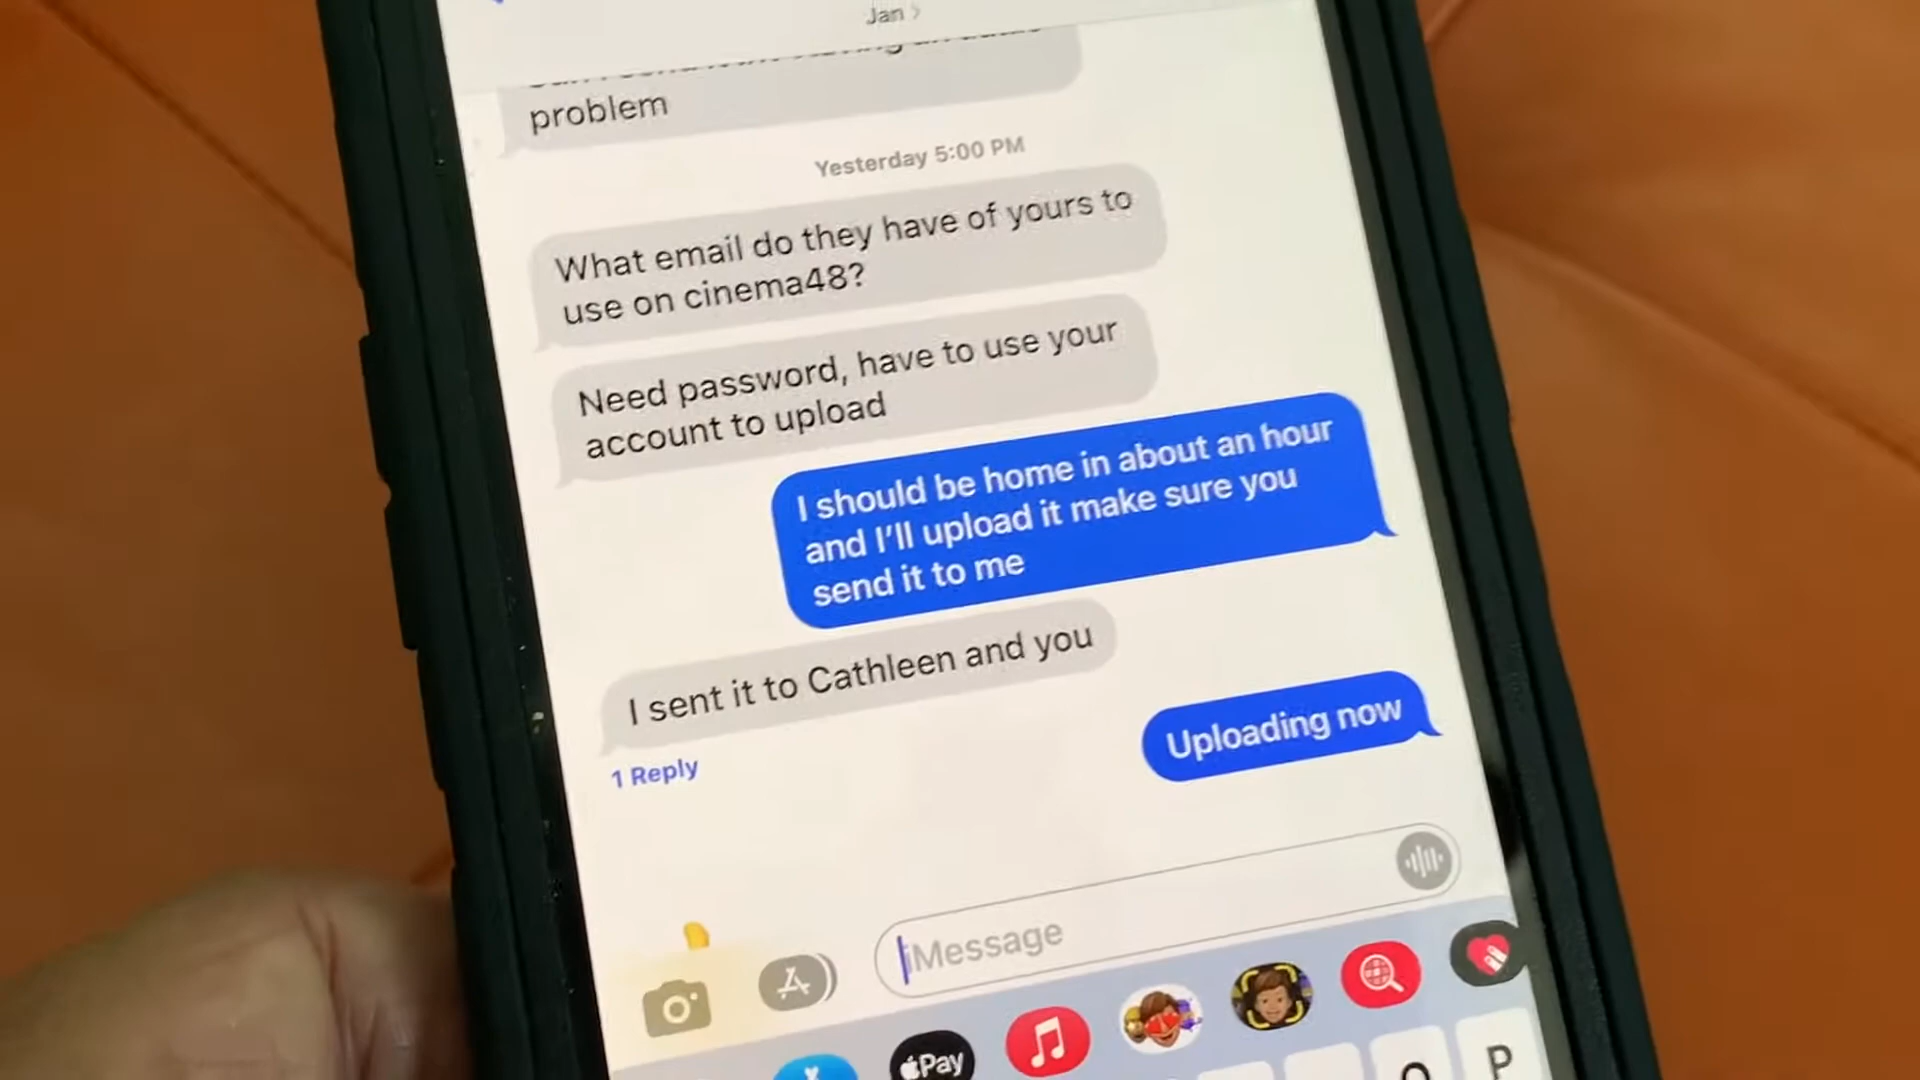 Jan
problem
Yesterday 5:00 PM
What email do they have of yours to
use on cinema48?
Need password, have to use your
account to upload
I should be home in about an hour
and I'll upload it make sure you
send it to me
I sent it to Cathleen and you
1 Reply
Uploading now
iMessage
Pay
O P